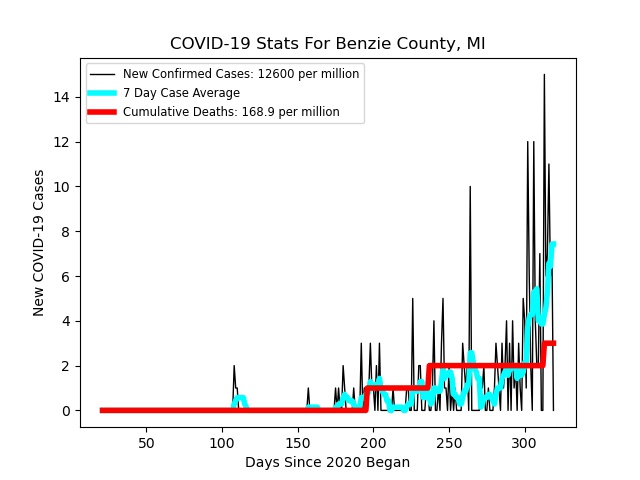 COVID-19 Stats For Benzie County, MI
New Confirmed Cases: 12600 per million
7 Day Case Average
Cumulative Deaths: 168.9 per million
New COVID-19 Cases
14
12
10
8
6
4
2
0
50 100 150 200 250 300
Days Since 2020 Began